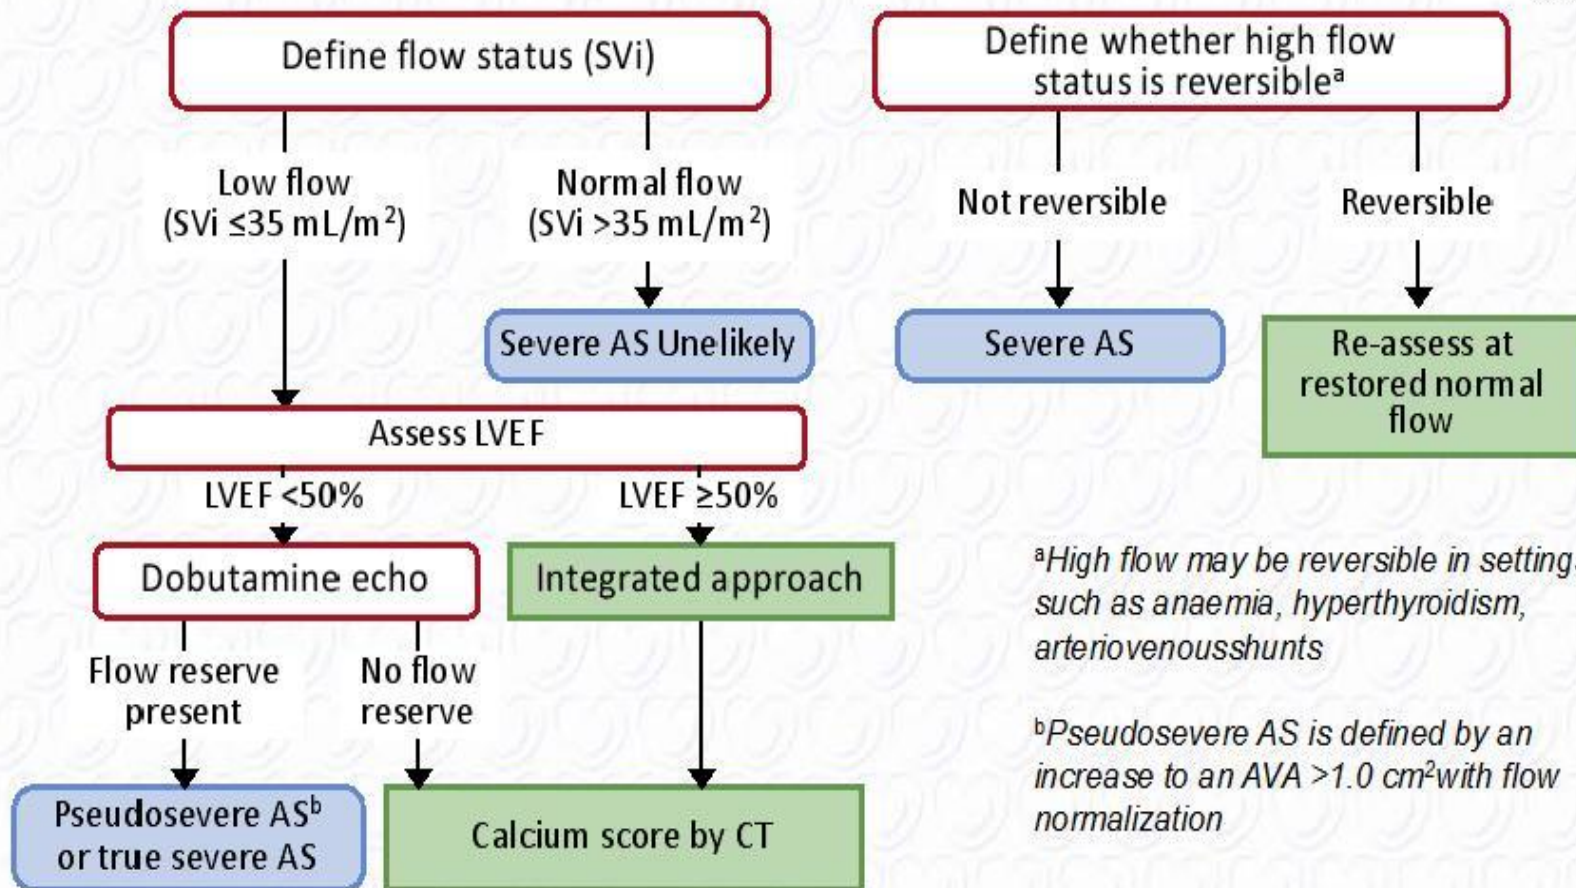 Define flow status (SVi)
Define whether high flow
status is reversibleᵃ
Low flow
(SVi ≤35 mL/m²)
Normal flow
(SVi >35 mL/m²)
Not reversible
Reversible
Severe AS Unelikely
Severe AS
Re-assess at
restored normal
flow
Assess LVEF
LVEF <50%
LVEF ≥50%
Dobutamine echo
Integrated approach
Flow reserve
present
No flow
reserve
Pseudosevere ASᵇ
or true severe AS
Calcium score by CT
ᵃHigh flow may be reversible in setting
such as anaemia, hyperthyroidism,
arteriovenousshunts
ᵇPseudosevere AS is defined by an
increase to an AVA >1.0 cm²with flow
normalization